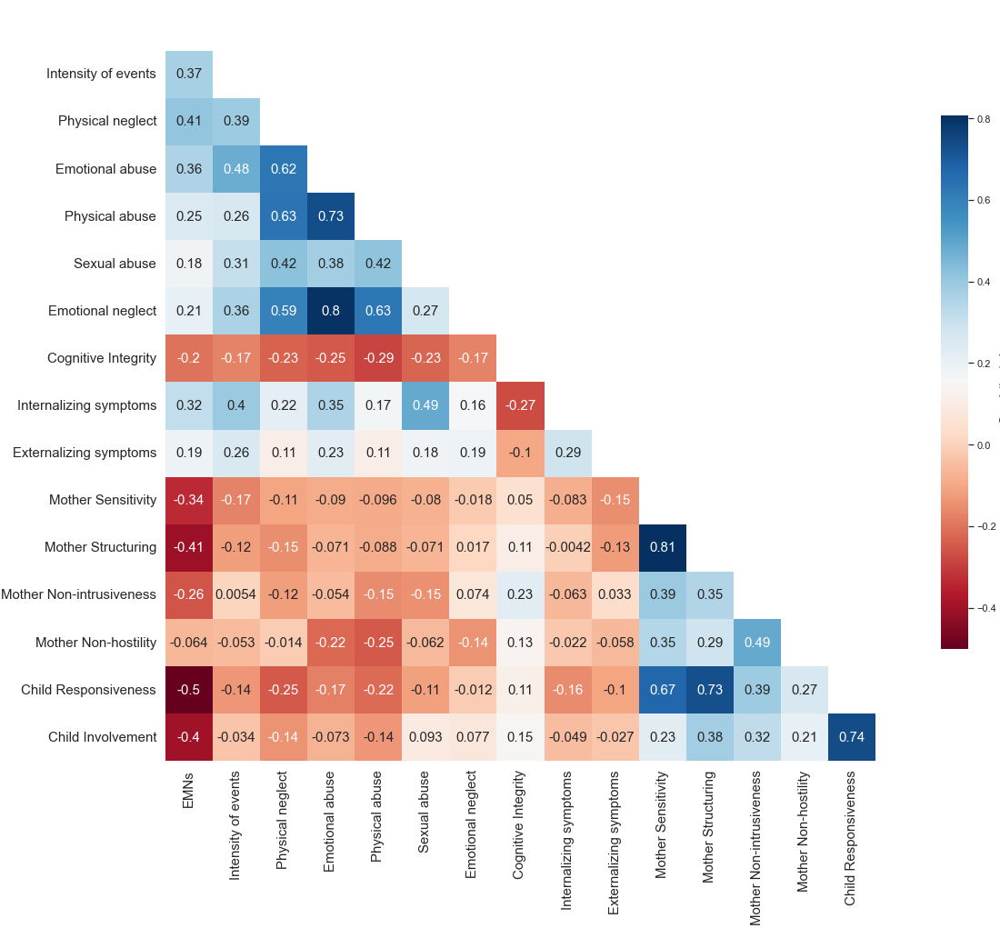 Intensity of events 0.37
Physical neglect 0.41 0.39
Emotional abuse 0.36 0.48 0.62
Physical abuse 0.25 0.26 0.63 0.73
Sexual abuse 0.18 0.31 0.42 0.38 0.42
Emotional neglect 0.21 0.36 0.59 0.8 0.63 0.27
Cognitive Integrity -0.2 -0.17 -0.23 -0.25 -0.29 -0.23 -0.17
Internalizing symptoms 0.32 0.4 0.22 0.35 0.17 0.49 0.16 -0.27
Externalizing symptoms 0.19 0.26 0.11 0.23 0.11 0.18 0.19 -0.1 0.29
Mother Sensitivity -0.34 -0.17 -0.11 -0.09 -0.096 -0.08 -0.018 0.05 -0.083 -0.15
Mother Structuring -0.41 -0.12 -0.15 -0.071 -0.088 -0.071 0.017 0.11 -0.0042 -0.13 0.81
Mother Non-intrusiveness -0.26 0.0054 -0.12 -0.054 -0.15 -0.15 0.074 0.23 -0.063 0.033 0.39 0.35
Mother Non-hostility -0.064 -0.053 -0.014 -0.22 -0.25 -0.062 -0.14 0.13 -0.022 -0.058 0.35 0.29 0.49
Child Responsiveness -0.5 -0.14 -0.25 -0.17 -0.22 -0.11 -0.012 0.11 -0.16 -0.1 0.67 0.73 0.39 0.27
Child Involvement -0.4 -0.034 -0.14 -0.073 -0.14 0.093 0.077 0.15 -0.049 -0.027 0.23 0.38 0.32 0.21 0.74
EMNs
Intensity of events
Physical neglect
Emotional abuse
Physical abuse
Sexual abuse
Emotional neglect
Cognitive Integrity
Internalizing symptoms
Externalizing symptoms
Mother Sensitivity
Mother Structuring
Mother Non-intrusiveness
Mother Non-hostility
Child Responsiveness
0.8
0.6
0.4
0.2
0.0
−0.2
−0.4